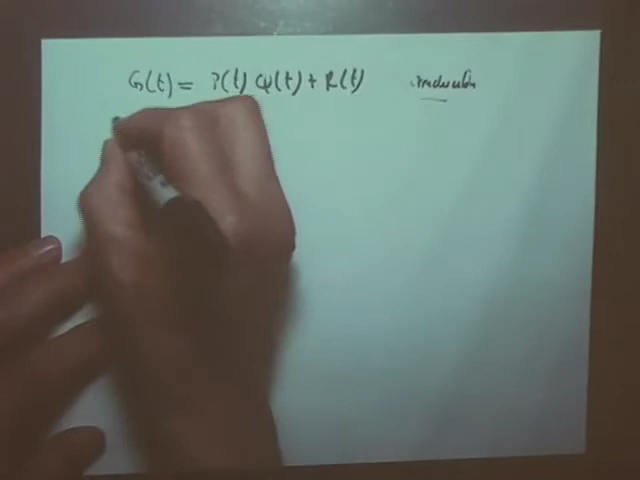 G(t) = P(t) Q(t) + R(t)